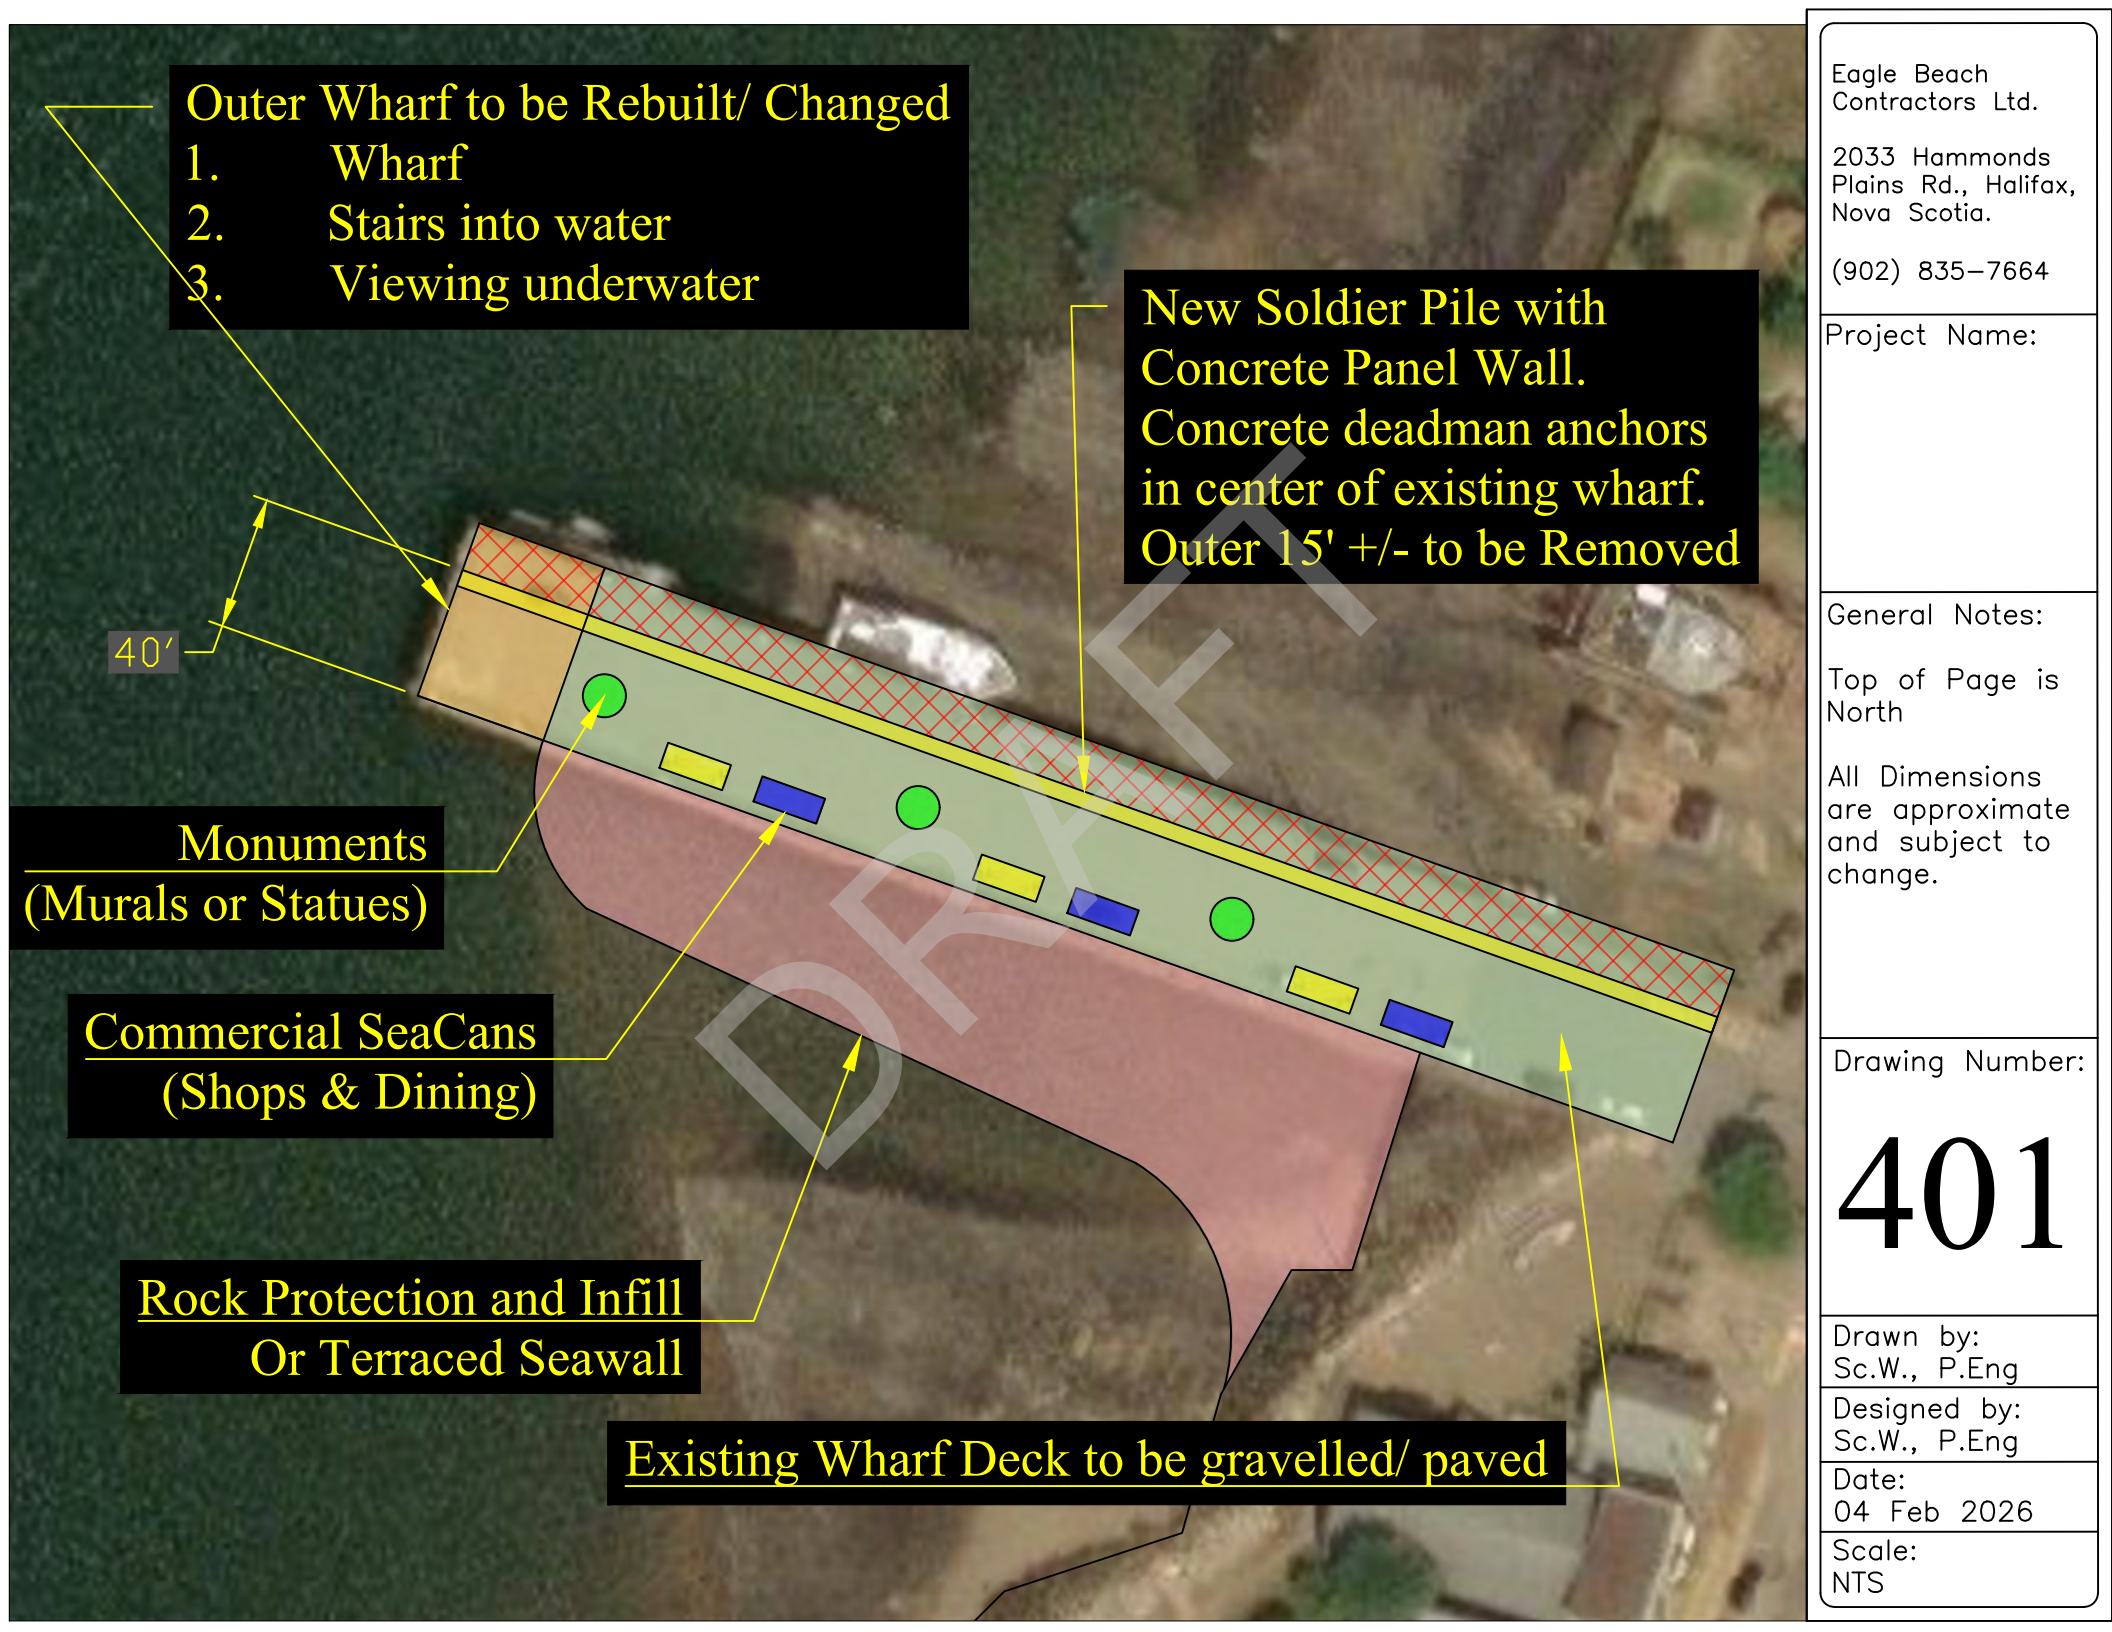 Outer Wharf to be Rebuilt/ Changed
1. Wharf
2. Stairs into water
3. Viewing underwater
New Soldier Pile with
Concrete Panel Wall.
Concrete deadman anchors
in center of existing wharf.
Outer 15' +/- to be Removed
40'
Monuments
(Murals or Statues)
Commercial SeaCans
(Shops & Dining)
Rock Protection and Infill
Or Terraced Seawall
Existing Wharf Deck to be gravelled/ paved
DRAFT
Eagle Beach
Contractors Ltd.
2033 Hammonds
Plains Rd., Halifax,
Nova Scotia.
(902) 835-7664
Project Name:
General Notes:
Top of Page is
North
All Dimensions
are approximate
and subject to
change.
Drawing Number:
401
Drawn by:
Sc.W., P.Eng
Designed by:
Sc.W., P.Eng
Date:
04 Feb 2026
Scale:
NTS